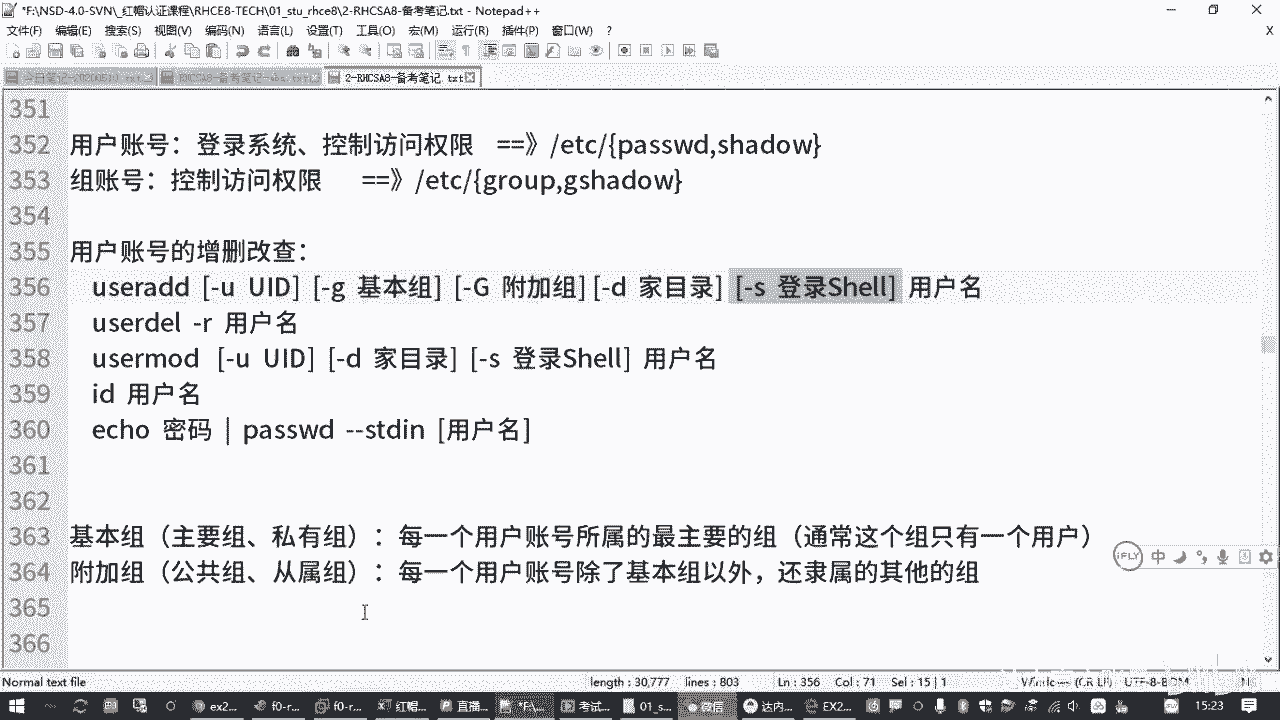 *F:\NSD-4.0-SVN\_红帽认证课程\RHCE8-TECH\01_stu_rhce8\2-RHCSA8-备考笔记.txt - Notepad++
文件(F) 编辑(E) 搜索(S) 视图(V) 编码(N) 语言(L) 设置(T) 工具(O) 宏(M) 运行(R) 插件(P) 窗口(W) ? X
2-RHCSA8-备考笔记.txt
351
352 用户账号：登录系统、控制访问权限 ==》/etc/{passwd,shadow}
353 组账号：控制访问权限 ==》/etc/{group,gshadow}
354
355 用户账号的增删改查：
356 useradd [-u UID] [-g 基本组] [-G 附加组] [-d 家目录] [-s 登录Shell] 用户名
357 userdel -r 用户名
358 usermod [-u UID] [-d 家目录] [-s 登录Shell] 用户名
359 id 用户名
360 echo 密码 | passwd --stdin [用户名]
361
362
363 基本组（主要组、私有组）：每一个用户账号所属的最主要的组（通常这个组只有一个用户）
364 附加组（公共组、从属组）：每一个用户账号除了基本组以外，还隶属的其他的组
365
366
iFLY 中
Normal text file length : 30,777 lines : 803 Ln : 356 Col : 71 Sel : 15 | 1 Windows (CR LF) UTF-8-BOM
ex2... f0-r... f0-r... 红帽... 直播... *F:\... 考试... 01_s... 微信 达内... EX2... 15:23